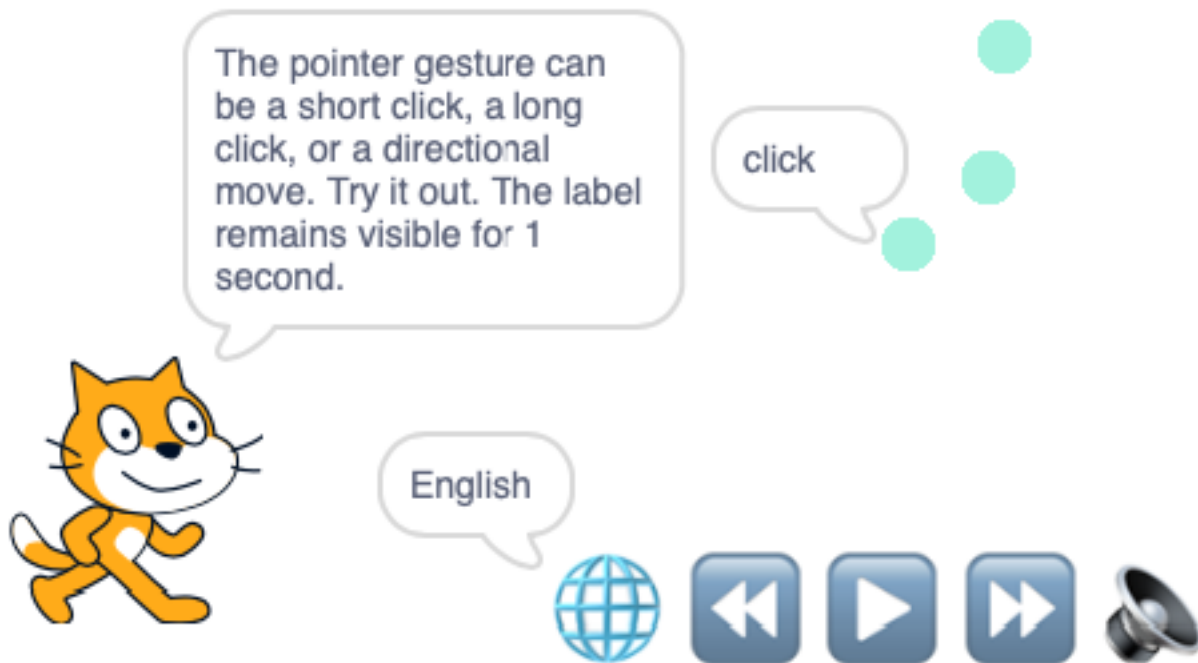 The pointer gesture can
be a short click, a long
click, or a directional
move. Try it out. The label
remains visible for 1
second.
click
English